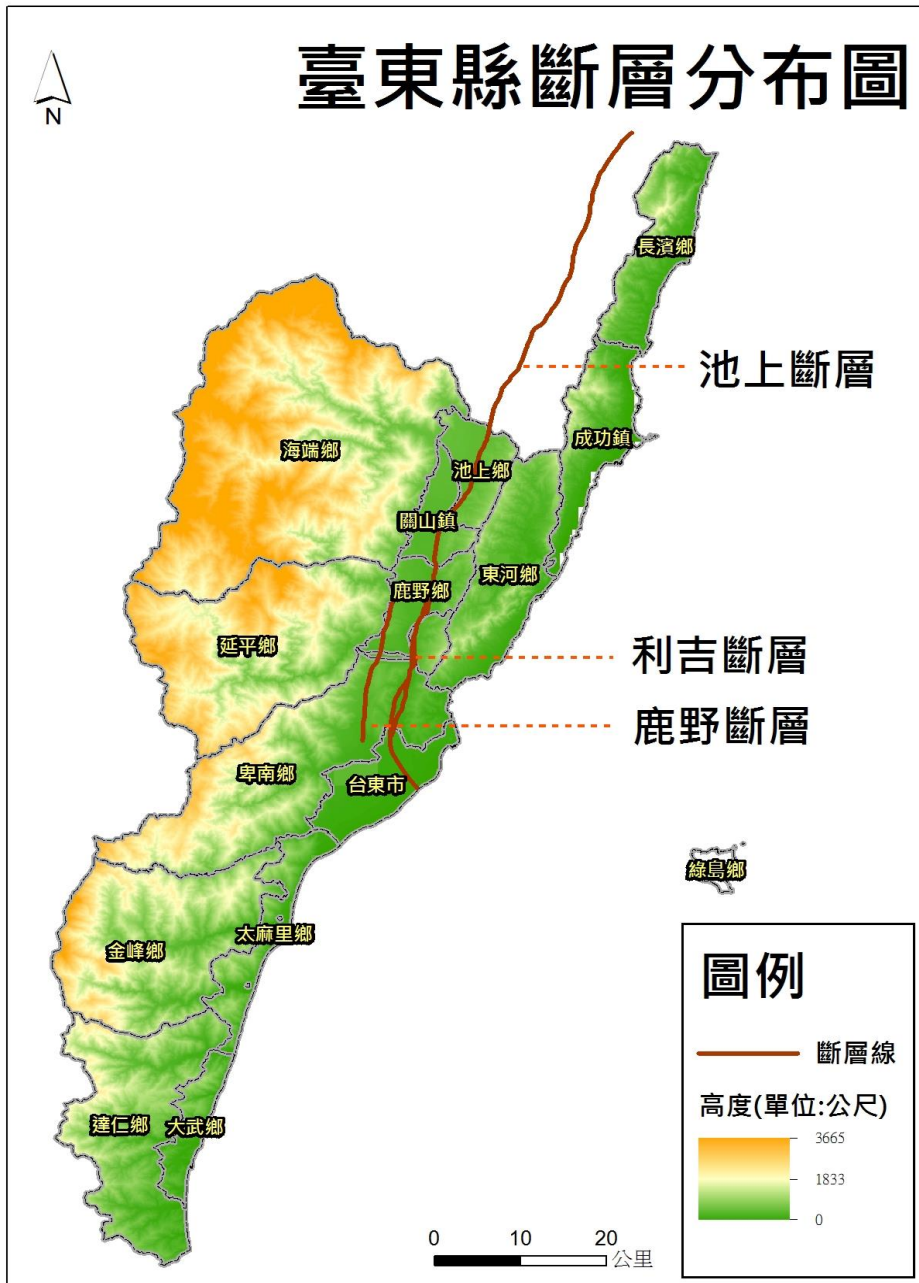 臺東縣斷層分布圖
N
長濱鄉
池上斷層
成功鎮
海端鄉
池上鄉
關山鎮
東河鄉
鹿野鄉
延平鄉
利吉斷層
鹿野斷層
卑南鄉
台東市
綠島鄉
太麻里鄉
金峰鄉
達仁鄉
大武鄉
圖例
斷層線
高度(單位:公尺)
3665
1833
0
0 10 20
公里